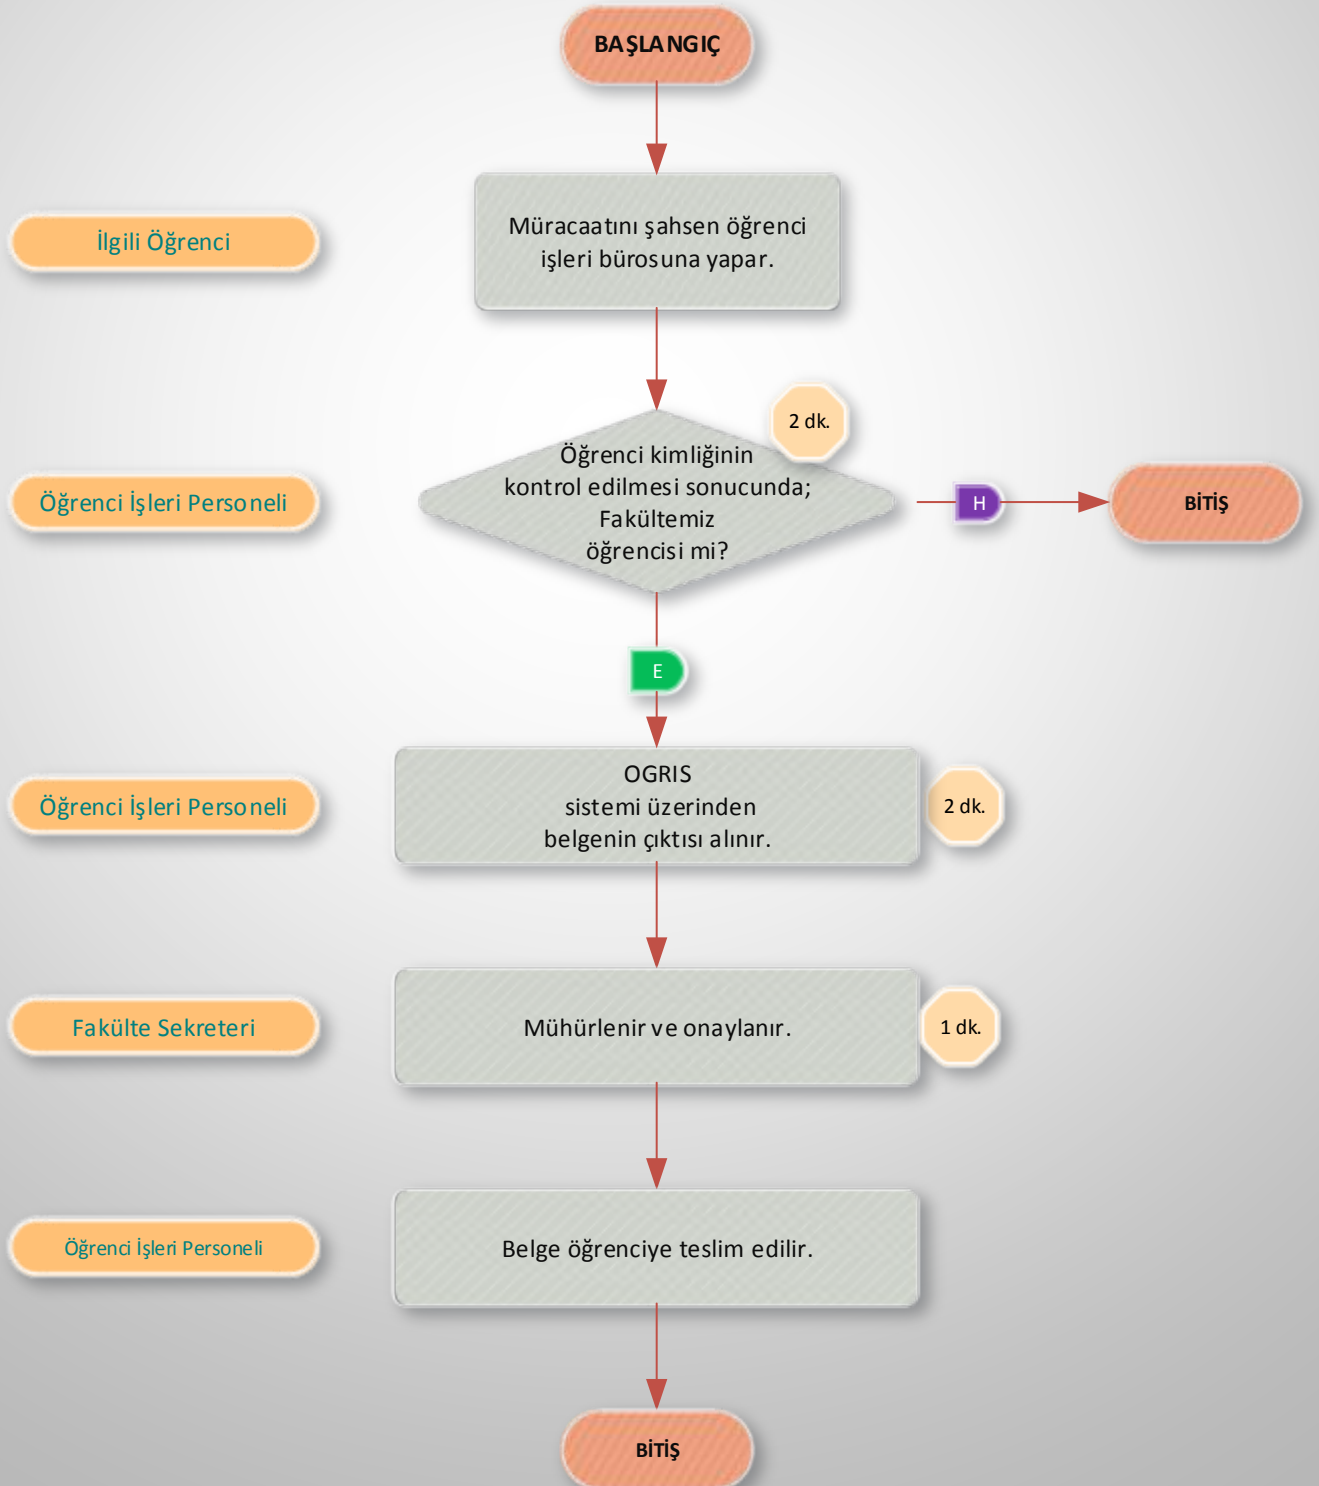 BAŞLANGIÇ
İlgili Öğrenci
Müracaatını şahsen öğrenci
işleri bürosuna yapar.
2 dk.
Öğrenci İşleri Personeli
Öğrenci kimliğinin
kontrol edilmesi sonucunda;
Fakültemiz
öğrencisi mi?
H
BİTİŞ
E
Öğrenci İşleri Personeli
OGRIS
sistemi üzerinden
belgenin çıktısı alınır.
2 dk.
Fakülte Sekreteri
Mühürlenir ve onaylanır.
1 dk.
Öğrenci İşleri Personeli
Belge öğrenciye teslim edilir.
BİTİŞ